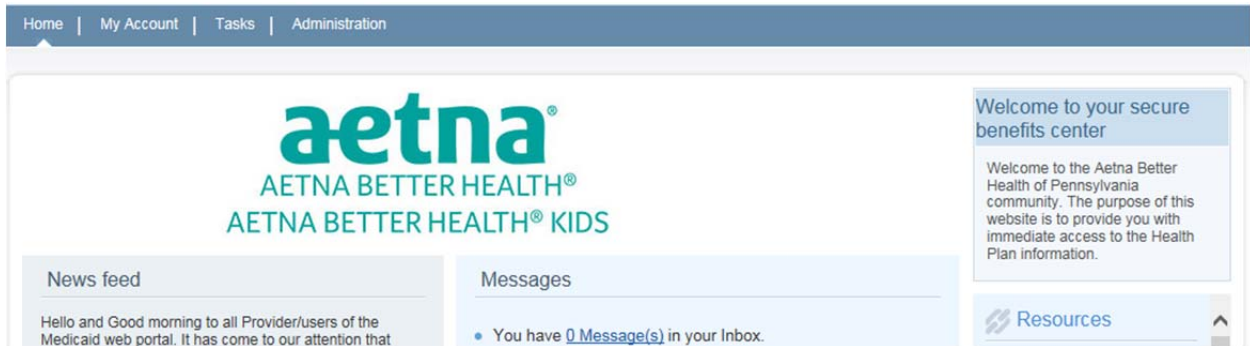 Home | My Account | Tasks | Administration
aetna®
AETNA BETTER HEALTH®
AETNA BETTER HEALTH® KIDS
News feed
Hello and Good morning to all Provider/users of the
Medicaid web portal. It has come to our attention that
Messages
• You have 0 Message(s) in your Inbox.
Welcome to your secure
benefits center
Welcome to the Aetna Better
Health of Pennsylvania
community. The purpose of this
website is to provide you with
immediate access to the Health
Plan information.
Resources